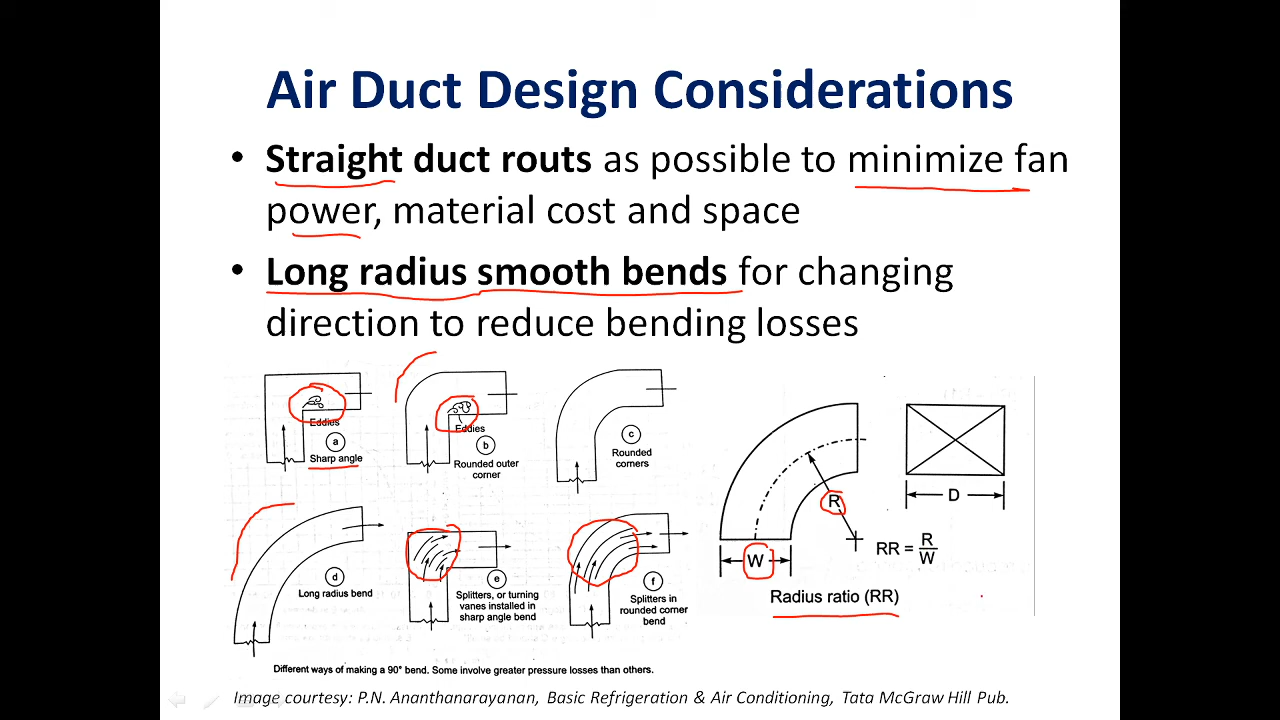 Air Duct Design Considerations
• Straight duct routs as possible to minimize fan
power, material cost and space
• Long radius smooth bends for changing
direction to reduce bending losses
Eddies
a
Sharp angle
Eddies
b
Rounded outer
corner
c
Rounded
corners
d
Long radius bend
e
Splitters, or turning
vanes installed in
sharp angle bend
f
Splitters in
rounded corner
bend
R
W
D
RR = R
W
Radius ratio (RR)
Different ways of making a 90° bend. Some involve greater pressure losses than others.
Image courtesy: P.N. Ananthanarayanan, Basic Refrigeration & Air Conditioning, Tata McGraw Hill Pub.